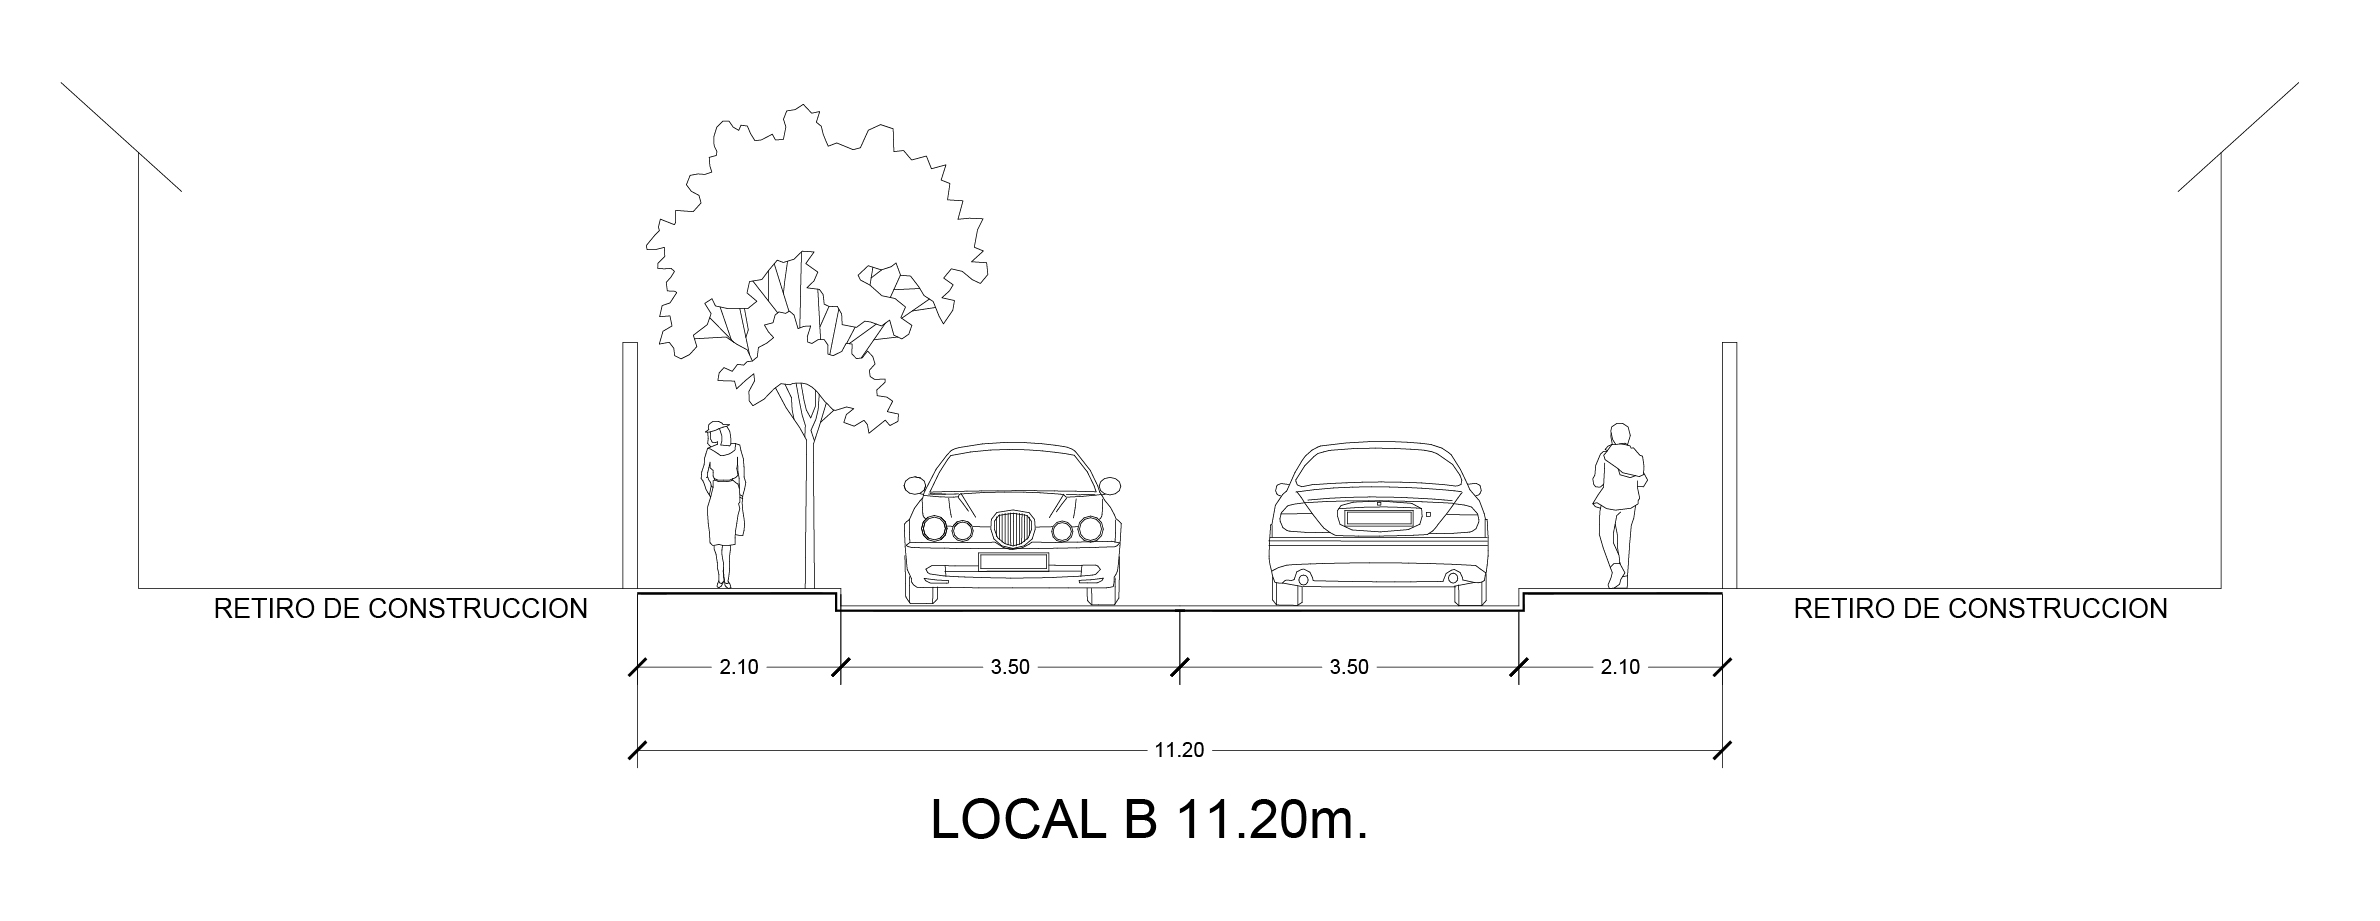 RETIRO DE CONSTRUCCION
RETIRO DE CONSTRUCCION
2.10
3.50
3.50
2.10
11.20
LOCAL B 11.20m.